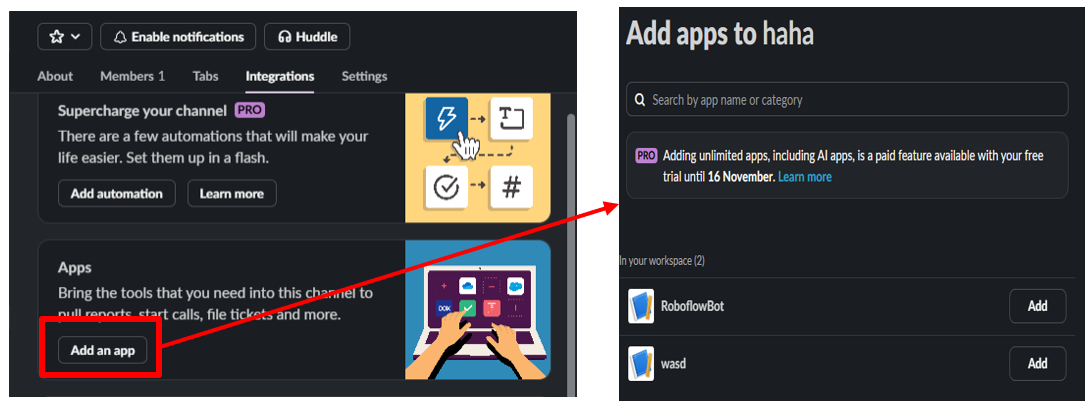 Enable notifications
Huddle
About Members 1 Tabs Integrations Settings
Supercharge your channel PRO
There are a few automations that will make your
life easier. Set them up in a flash.
Add automation Learn more
Apps
Bring the tools that you need into this channel to
pull reports, start calls, file tickets and more.
Add an app
Add apps to haha
Search by app name or category
PRO Adding unlimited apps, including AI apps, is a paid feature available with your free
trial until 16 November. Learn more
In your workspace (2)
RoboflowBot Add
wasd Add